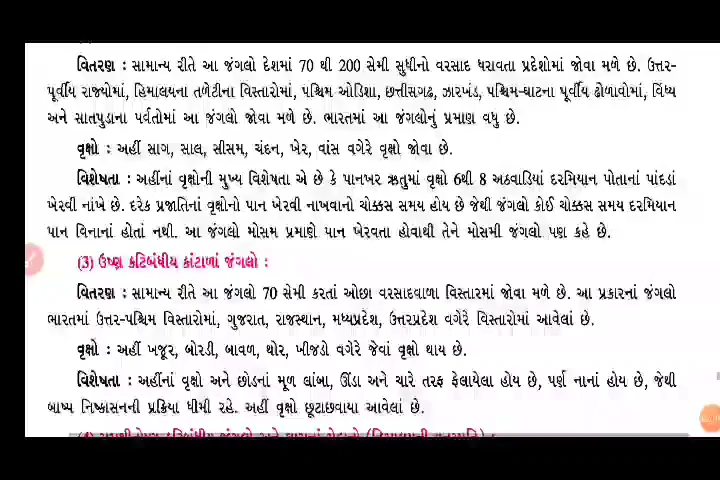 વિતરણ : સામાન્ય રીતે આ જંગલો દેશમાં 70 થી 200 સેમી સુધીનો વરસાદ ધરાવતા પ્રદેશોમાં જોવા મળે છે. ઉત્તર-
પૂર્વીય રાજ્યોમાં, હિમાલયના તળેટીના વિસ્તારોમાં, પશ્ચિમ ઓડિશા, છત્તીસગઢ, ઝારખંડ, પશ્ચિમ-ઘાટના પૂર્વીય ઢોળાવોમાં, વિંધ્ય
અને સાતપુડાના પર્વતોમાં આ જંગલો જોવા મળે છે. ભારતમાં આ જંગલોનું પ્રમાણ વધુ છે.
વૃક્ષો : અહીં સાગ, સાલ, સીસમ, ચંદન, ખેર, વાંસ વગેરે વૃક્ષો જોવા છે.
વિશેષતા : અહીંનાં વૃક્ષોની મુખ્ય વિશેષતા એ છે કે પાનખર ઋતુમાં વૃક્ષો 6થી 8 અઠવાડિયાં દરમિયાન પોતાનાં પાંદડાં
ખેરવી નાંખે છે. દરેક પ્રજાતિનાં વૃક્ષોનો પાન ખેરવી નાખવાનો ચોક્કસ સમય હોય છે જેથી જંગલો કોઈ ચોક્કસ સમય દરમિયાન
પાન વિનાનાં હોતાં નથી. આ જંગલો મોસમ પ્રમાણે પાન ખેરવતા હોવાથી તેને મોસમી જંગલો પણ કહે છે.
(3) ઉષ્ણ કટિબંધીય કાંટાળાં જંગલો :
વિતરણ : સામાન્ય રીતે આ જંગલો 70 સેમી કરતાં ઓછા વરસાદવાળા વિસ્તારમાં જોવા મળે છે. આ પ્રકારનાં જંગલો
ભારતમાં ઉત્તર-પશ્ચિમ વિસ્તારોમાં, ગુજરાત, રાજસ્થાન, મધ્યપ્રદેશ, ઉત્તરપ્રદેશ વગેરે વિસ્તારોમાં આવેલાં છે.
વૃક્ષો : અહીં ખજૂર, બોરડી, બાવળ, થોર, ખીજડો વગેરે જેવાં વૃક્ષો થાય છે.
વિશેષતા : અહીંનાં વૃક્ષો અને છોડનાં મૂળ લાંબા, ઊંડા અને ચારે તરફ ફેલાયેલા હોય છે, પર્ણ નાનાં હોય છે, જેથી
બાષ્પ નિષ્કાસનની પ્રક્રિયા ધીમી રહે. અહીં વૃક્ષો છૂટાછવાયા આવેલાં છે.